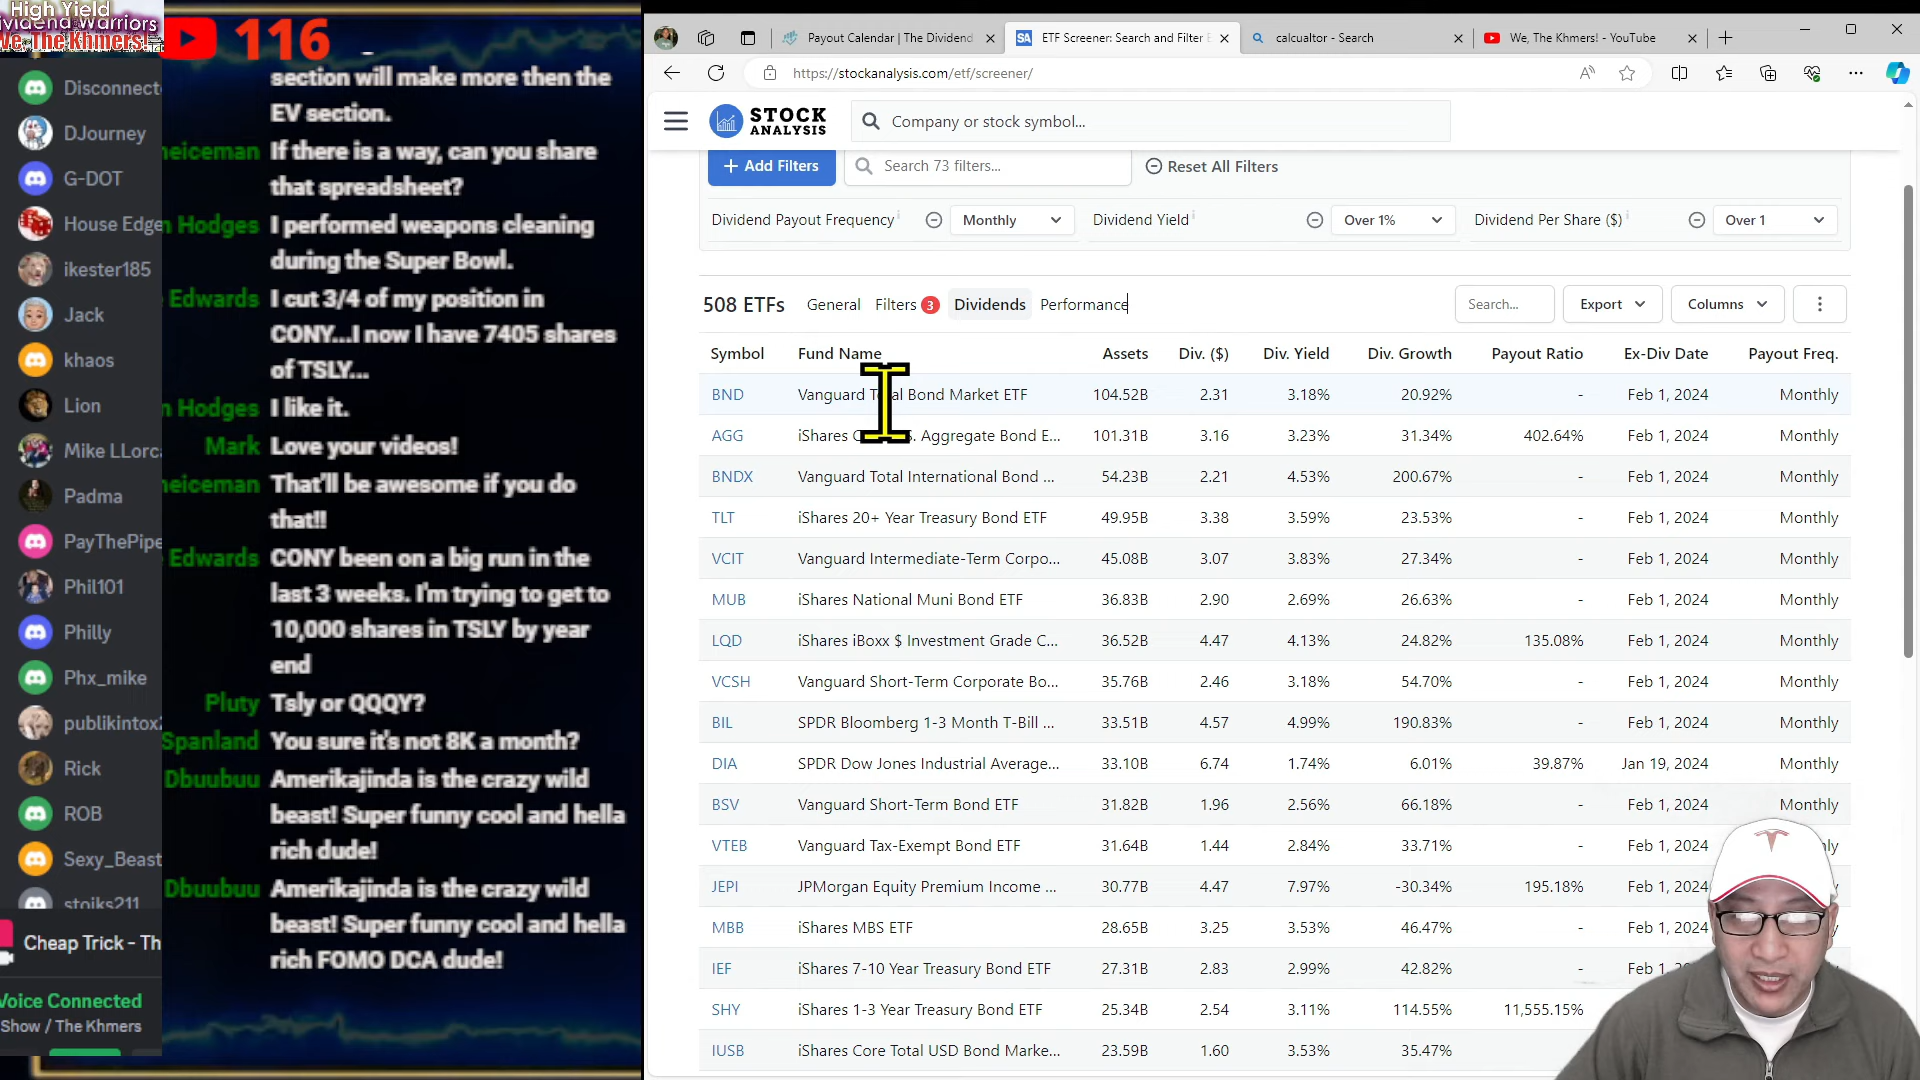 High Yield
Dividend Warriors
We, The Khmers!
116
Disconnect
DJourney
G-DOT
House Edge
ikester185
Jack
khaos
Lion
Mike LLorca
Padma
PayThePipe
Phil101
Philly
Phx_mike
publikintox
Rick
ROB
Sexy_Beast
stoiks211
Cheap Trick - Th
Voice Connected
Show / The Khmers
section will make more then the
EV section.
heiceman If there is a way, can you share
that spreadsheet?
n Hodges I performed weapons cleaning
during the Super Bowl.
Edwards I cut 3/4 of my position in
CONY...I now I have 7405 shares
of TSLY...
n Hodges I like it.
Mark Love your videos!
heiceman That'll be awesome if you do
that!!
Edwards CONY been on a big run in the
last 3 weeks. I'm trying to get to
10,000 shares in TSLY by year
end
Pluty Tsly or QQQY?
Spanland You sure it's not 8K a month?
Dbuubuu Amerikajinda is the crazy wild
beast! Super funny cool and hella
rich dude!
Dbuubuu Amerikajinda is the crazy wild
beast! Super funny cool and hella
rich FOMO DCA dude!
Payout Calendar | The Dividend
SA ETF Screener: Search and Filter E
calcualtor - Search
We, The Khmers! - YouTube
https://stockanalysis.com/etf/screener/
STOCK ANALYSIS
Company or stock symbol...
+ Add Filters
Search 73 filters...
Reset All Filters
Dividend Payout Frequency Monthly
Dividend Yield Over 1%
Dividend Per Share ($) Over 1
508 ETFs General Filters 3 Dividends Performance Search... Export Columns
Symbol Fund Name Assets Div. ($) Div. Yield Div. Growth Payout Ratio Ex-Div Date Payout Freq.
BND Vanguard Total Bond Market ETF 104.52B 2.31 3.18% 20.92% - Feb 1, 2024 Monthly
AGG iShares Aggregate Bond E... 101.31B 3.16 3.23% 31.34% 402.64% Feb 1, 2024 Monthly
BNDX Vanguard Total International Bond ... 54.23B 2.21 4.53% 200.67% - Feb 1, 2024 Monthly
TLT iShares 20+ Year Treasury Bond ETF 49.95B 3.38 3.59% 23.53% - Feb 1, 2024 Monthly
VCIT Vanguard Intermediate-Term Corpo... 45.08B 3.07 3.83% 27.34% - Feb 1, 2024 Monthly
MUB iShares National Muni Bond ETF 36.83B 2.90 2.69% 26.63% - Feb 1, 2024 Monthly
LQD iShares iBoxx $ Investment Grade C... 36.52B 4.47 4.13% 24.82% 135.08% Feb 1, 2024 Monthly
VCSH Vanguard Short-Term Corporate Bo... 35.76B 2.46 3.18% 54.70% - Feb 1, 2024 Monthly
BIL SPDR Bloomberg 1-3 Month T-Bill ... 33.51B 4.57 4.99% 190.83% - Feb 1, 2024 Monthly
DIA SPDR Dow Jones Industrial Average... 33.10B 6.74 1.74% 6.01% 39.87% Jan 19, 2024 Monthly
BSV Vanguard Short-Term Bond ETF 31.82B 1.96 2.56% 66.18% - Feb 1, 2024 Monthly
VTEB Vanguard Tax-Exempt Bond ETF 31.64B 1.44 2.84% 33.71% - Feb 1, 2024
JEPI JPMorgan Equity Premium Income ... 30.77B 4.47 7.97% -30.34% 195.18% Feb 1, 2024
MBB iShares MBS ETF 28.65B 3.25 3.53% 46.47% - Feb 1, 2024
IEF iShares 7-10 Year Treasury Bond ETF 27.31B 2.83 2.99% 42.82% - Feb 1
SHY iShares 1-3 Year Treasury Bond ETF 25.34B 2.54 3.11% 114.55% 11,555.15%
IUSB iShares Core Total USD Bond Marke... 23.59B 1.60 3.53% 35.47%